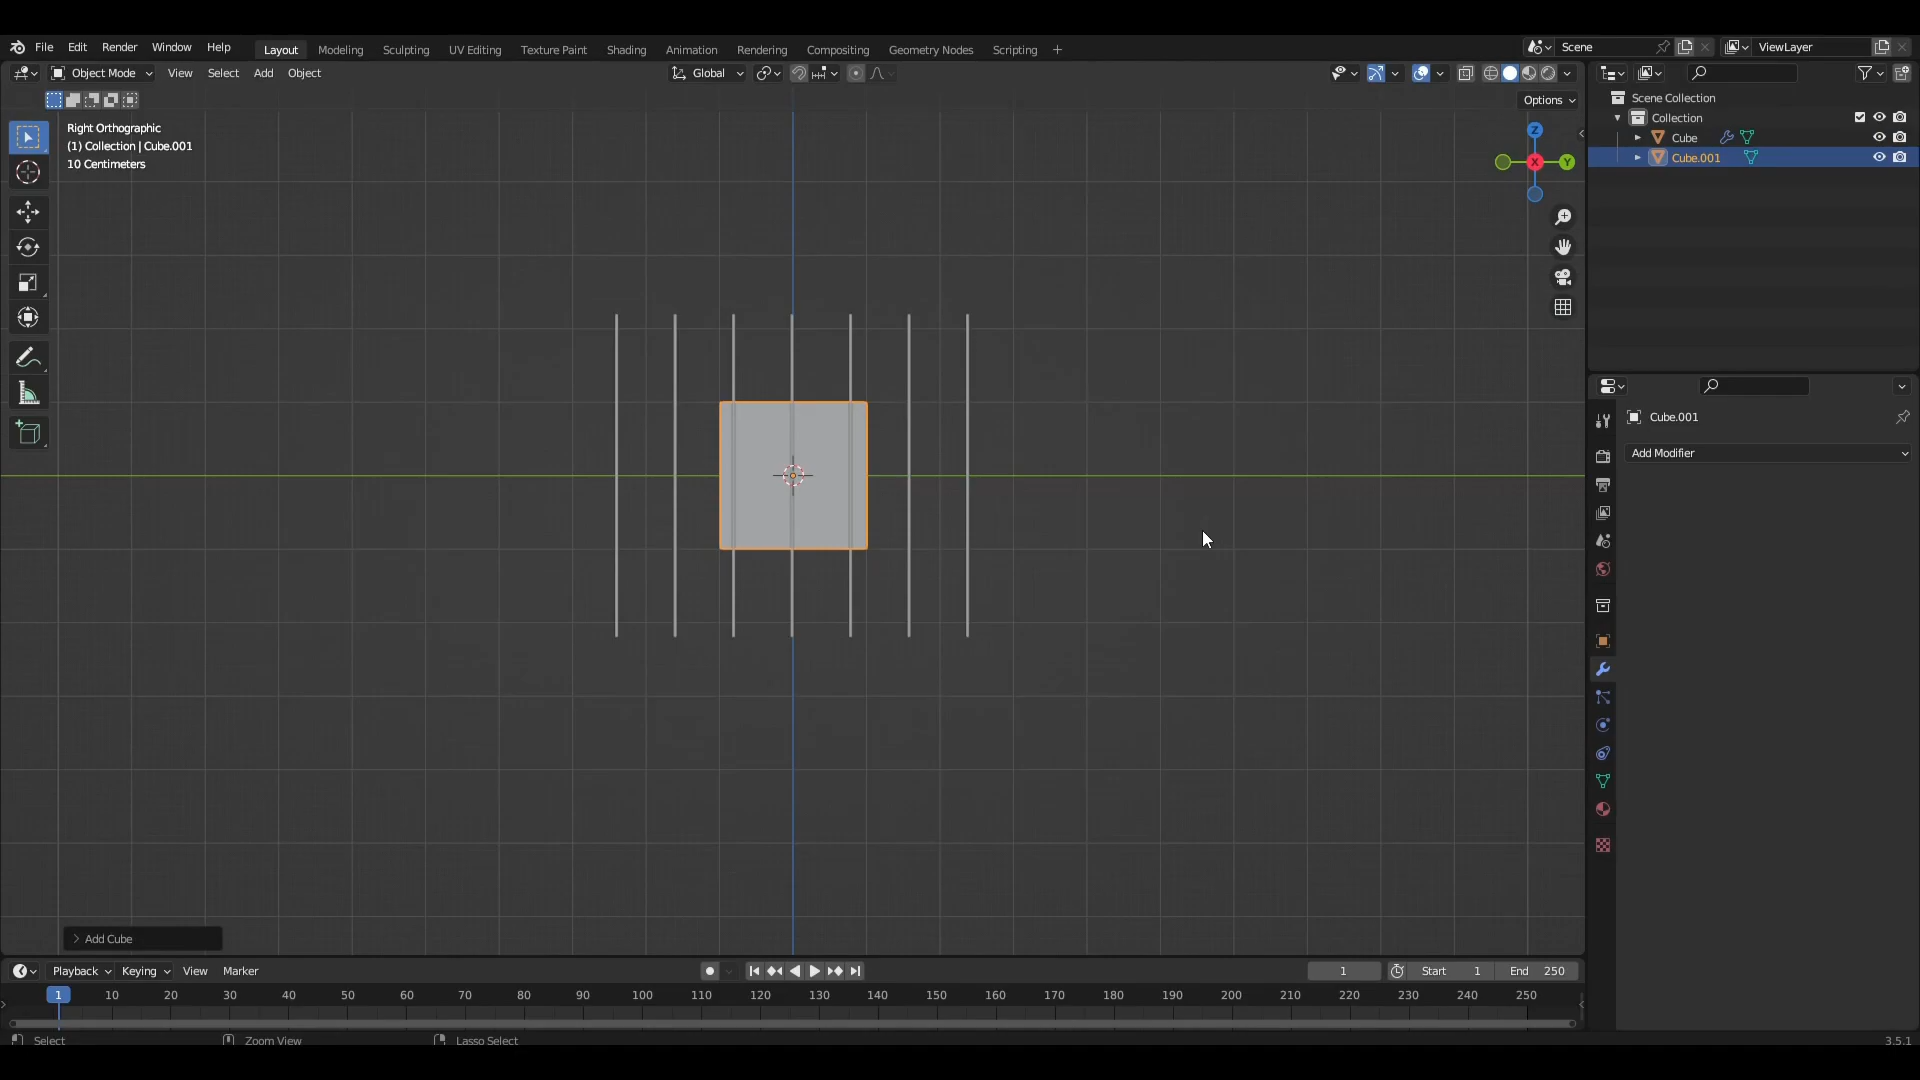 File Edit Render Window Help Layout Modeling Sculpting UV Editing Texture Paint Shading Animation Rendering Compositing Geometry Nodes Scripting + Scene ViewLayer
Object Mode View Select Add Object Global
Options
Right Orthographic
(1) Collection | Cube.001
10 Centimeters
Z
X
Y
Scene Collection
Collection
Cube
Cube.001
Cube.001
Add Modifier
Add Cube
Playback Keying View Marker 1 Start 1 End 250
1 10 20 30 40 50 60 70 80 90 100 110 120 130 140 150 160 170 180 190 200 210 220 230 240 250
Select Zoom View Lasso Select 3.5.1